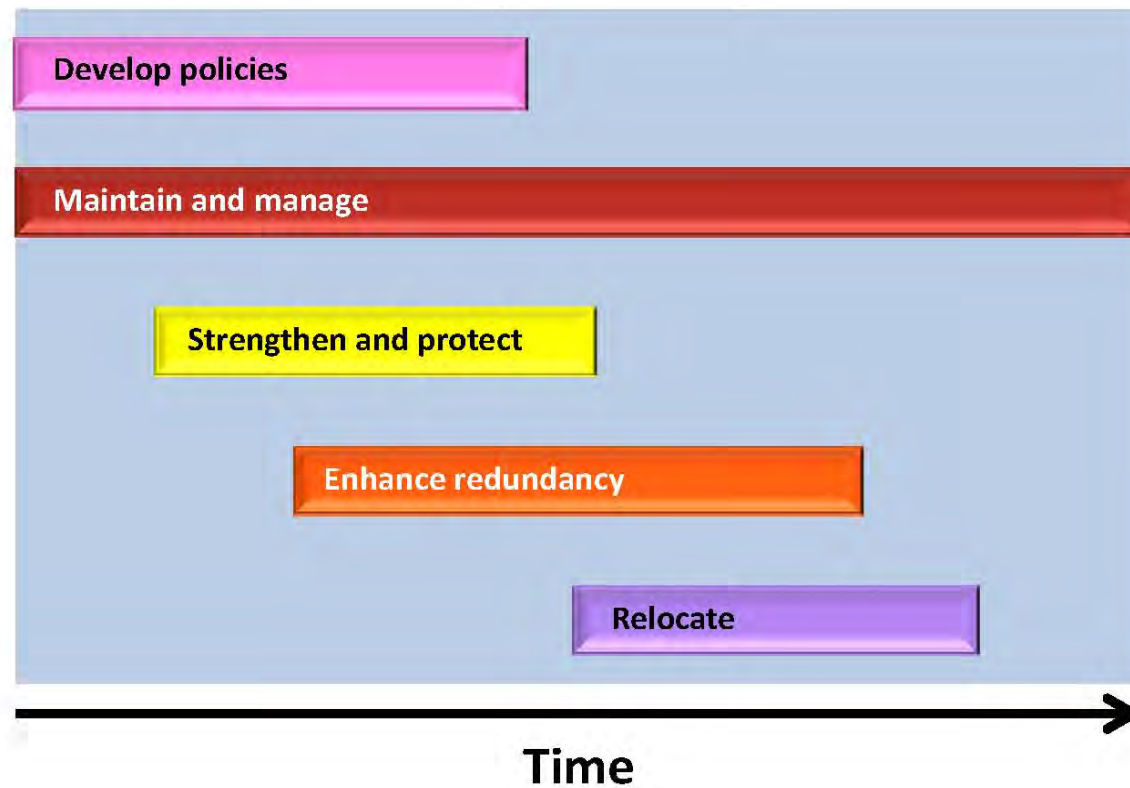 Develop policies
Maintain and manage
Strengthen and protect
Enhance redundancy
Relocate
Time